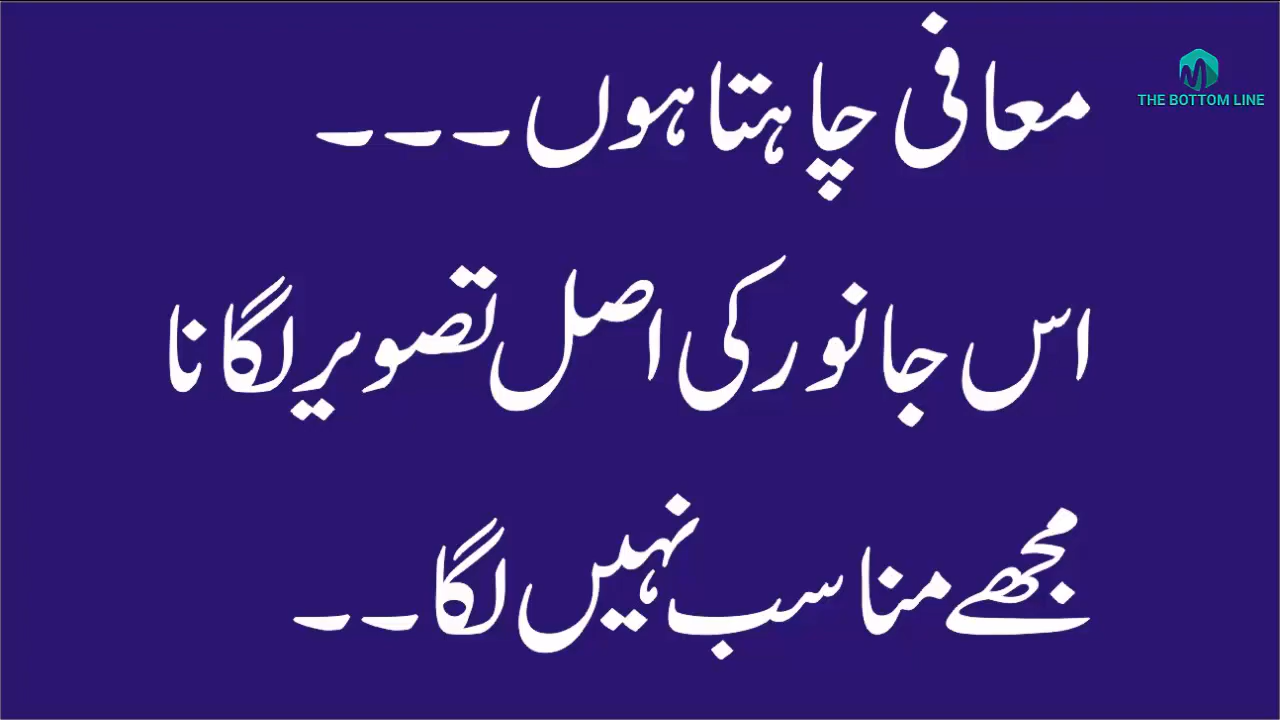 معافی چاہتا ہوں ۔۔۔
THE BOTTOM LINE
اس جانور کی اصل تصویر لگانا
مجھے مناسب نہیں لگا ۔۔